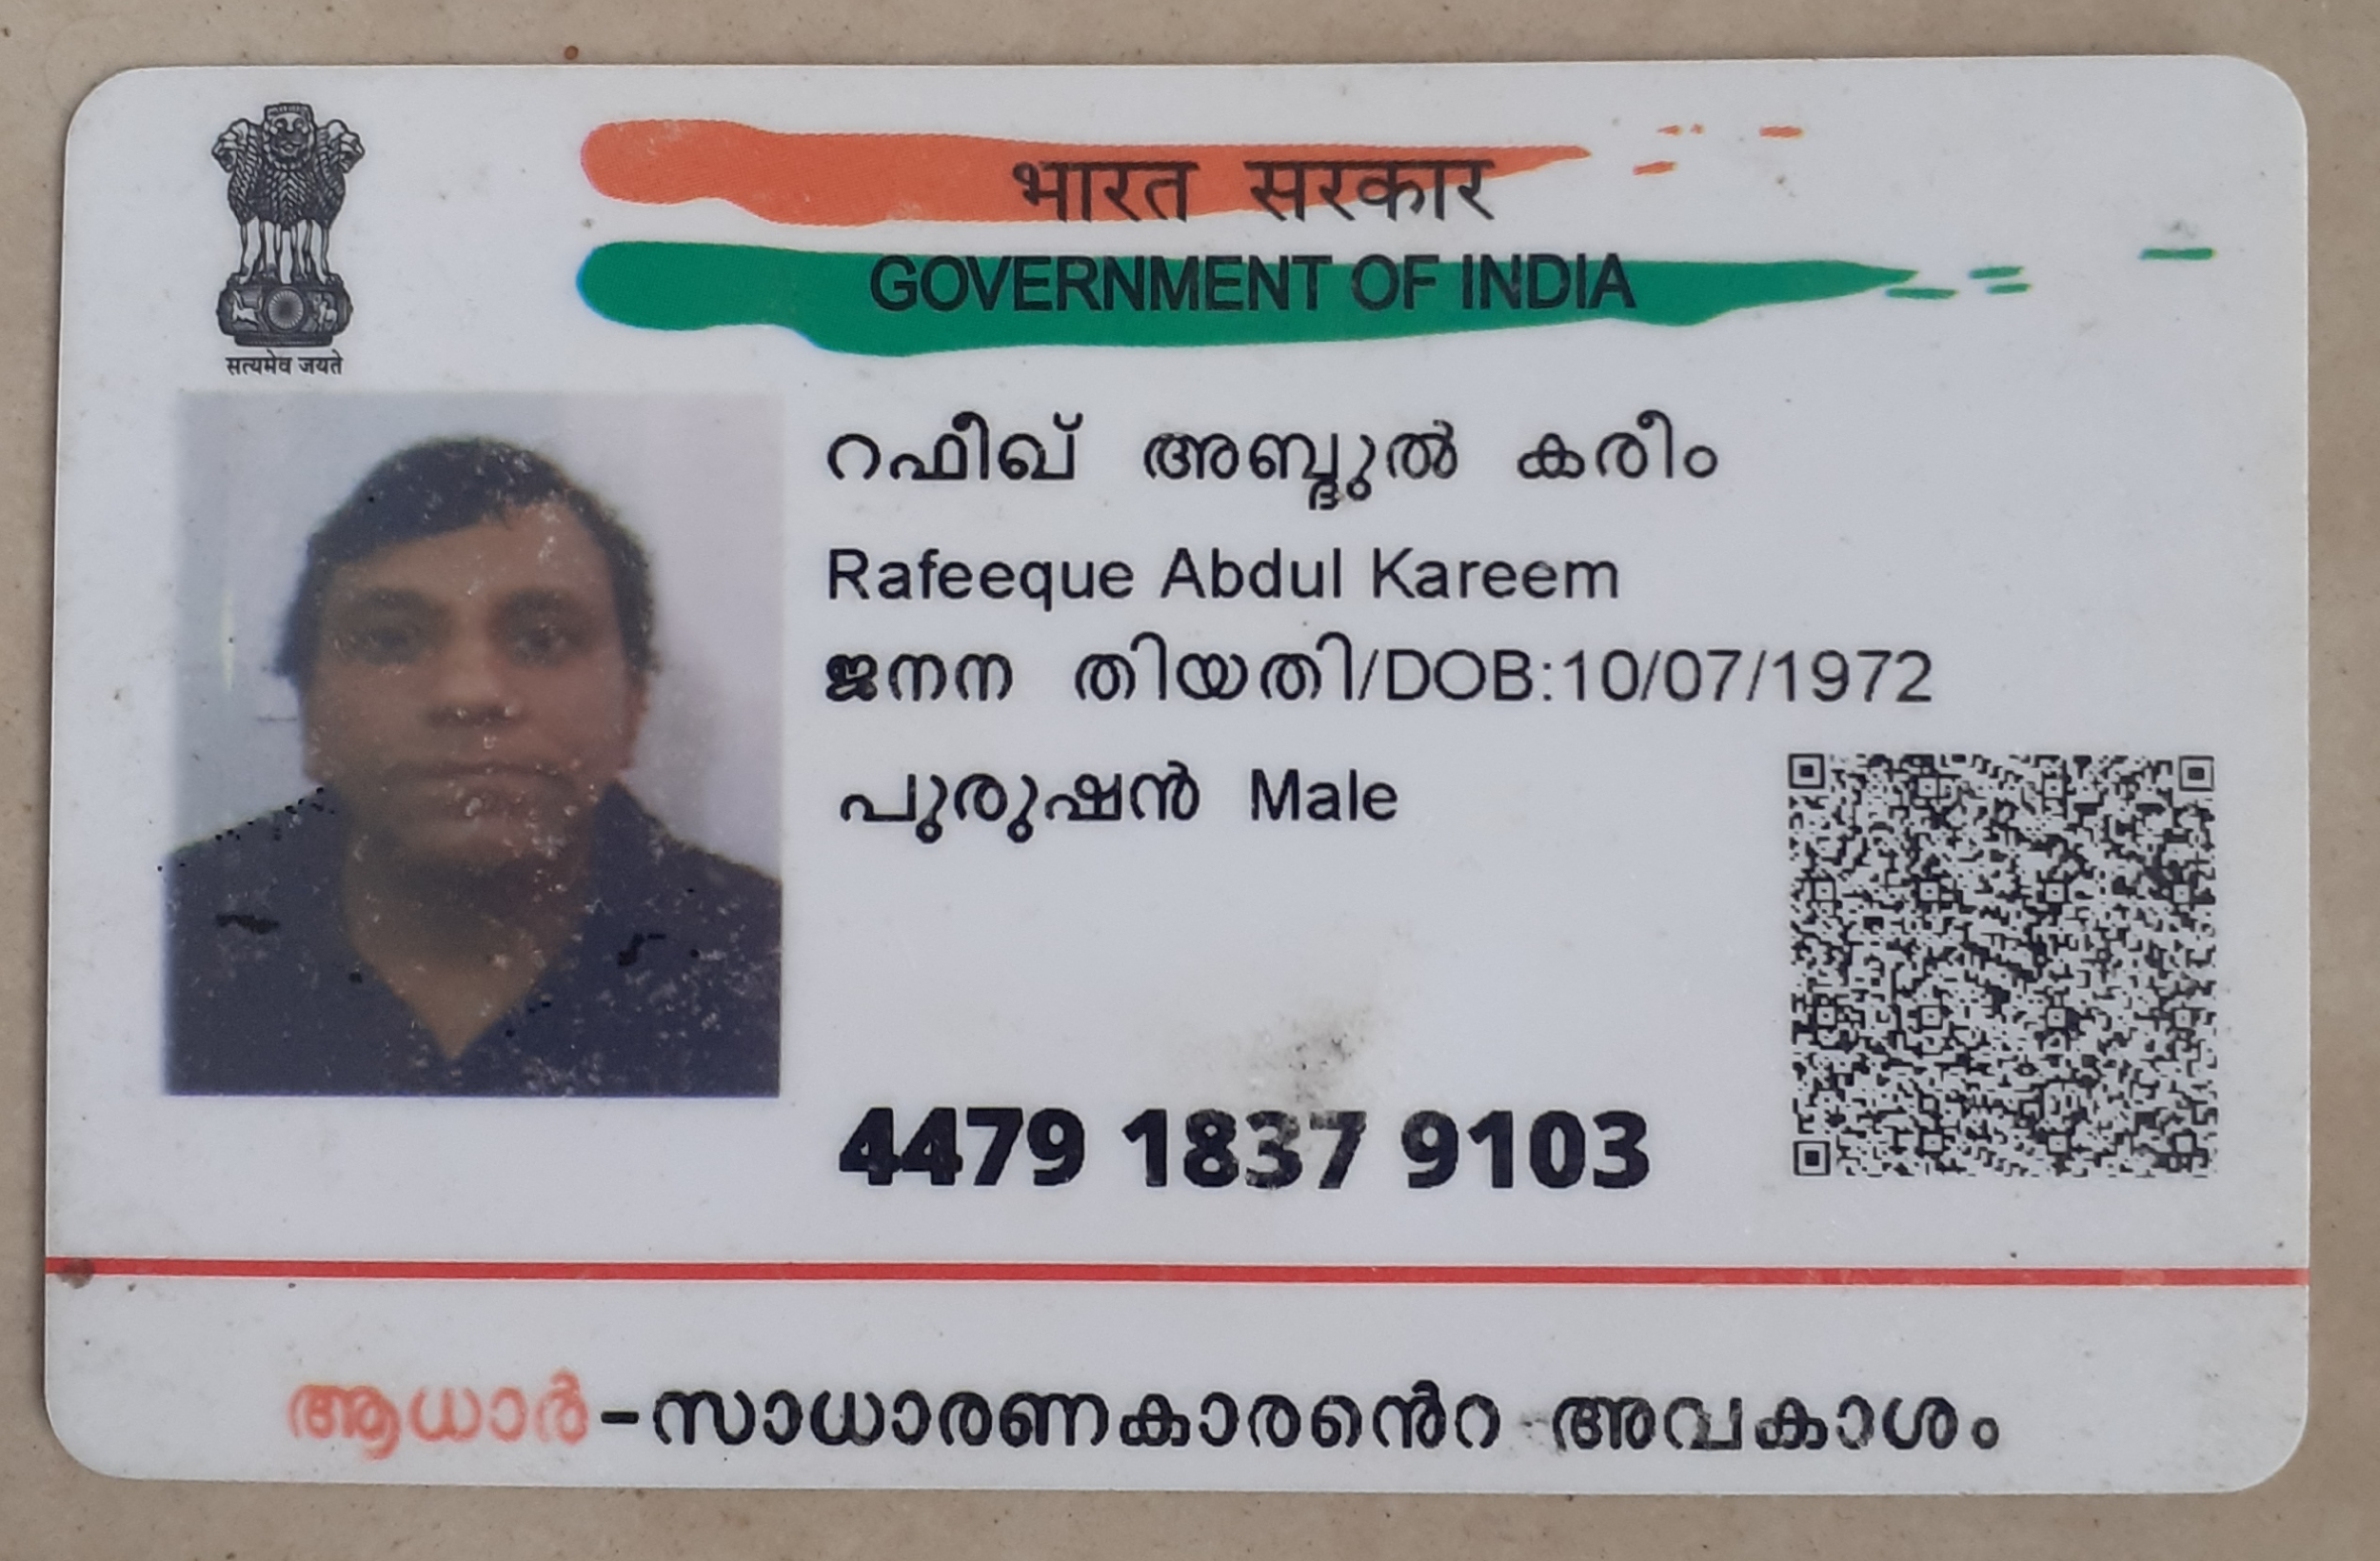 भारत सरकार
GOVERNMENT OF INDIA
सत्यमेव जयते
റഫീഖ് അബ്ദുൽ കരീം
Rafeeque Abdul Kareem
ജനന തിയതി/DOB:10/07/1972
പുരുഷൻ Male
4479 1837 9103
ആധാർ-സാധാരണകാരൻെറ അവകാശം